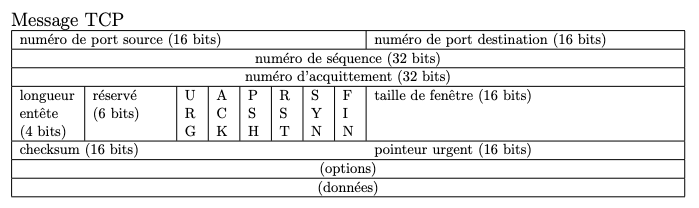 Message TCP
numéro de port source (16 bits) numéro de port destination (16 bits)
numéro de séquence (32 bits)
numéro d'acquittement (32 bits)
longueur réservé U A P R S F taille de fenêtre (16 bits)
entête (6 bits) R C S S Y I
(4 bits) G K H T N N
checksum (16 bits) pointeur urgent (16 bits)
(options)
(données)